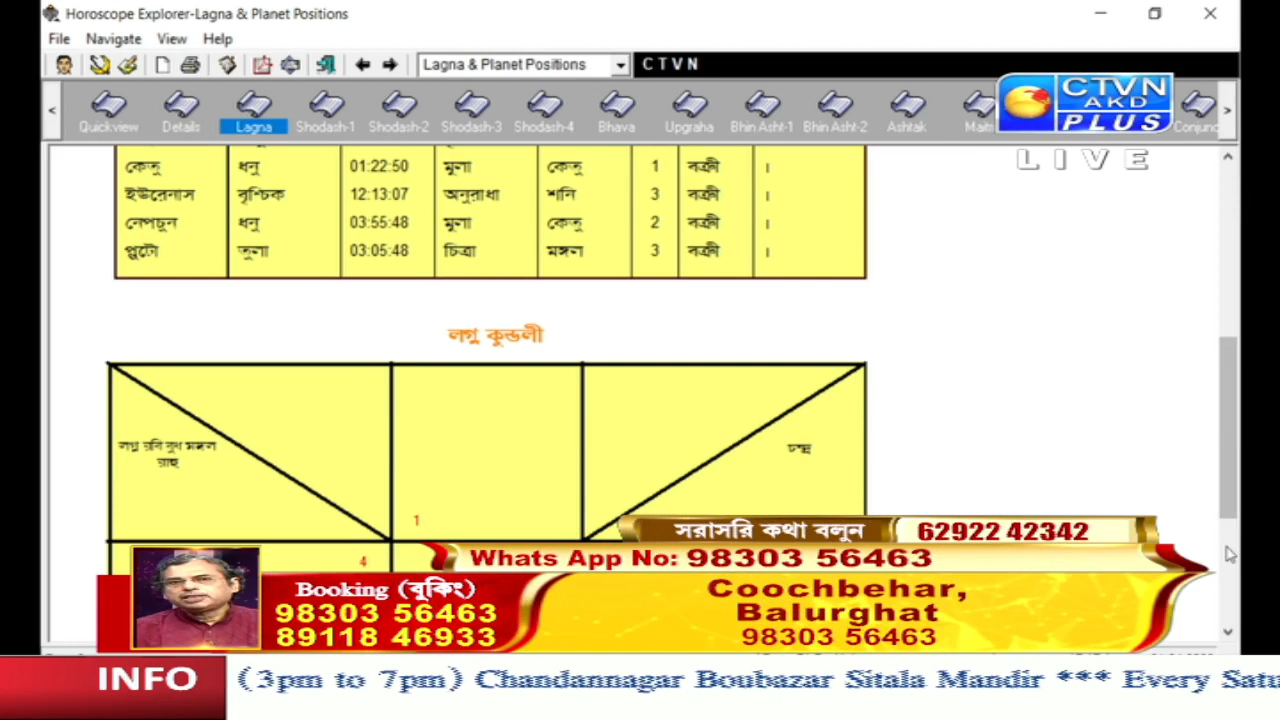 Horoscope Explorer-Lagna & Planet Positions
File Navigate View Help
Lagna & Planet Positions
CTVN
Quickview Details Lagna Shodash-1 Shodash-2 Shodash-3 Shodash-4 Bhava Upgraha Bhin Asht-1 Bhin Asht-2 Ashtak
CTVN
AKD
PLUS
LIVE
কেতু ধনু 01:22:50 মুলা কেতু 1 বক্রী ।
ইউরেনাস বৃশ্চিক 12:13:07 অনুরাধা শনি 3 বক্রী ।
নেপচুন ধনু 03:55:48 মুলা কেতু 2 বক্রী ।
প্লুটো তুলা 03:05:48 চিত্রা মঙ্গল 3 বক্রী ।
লগ্ন কুন্ডলী
লগ্ন রবি বুধ মঙ্গল
রাহু
চন্দ্র
1
4
সরাসরি কথা বলুন 62922 42342
Whats App No: 98303 56463
Booking (বুকিং)
98303 56463
89118 46933
Coochbehar,
Balurghat
98303 56463
INFO (3pm to 7pm) Chandannagar Boubazar Sitala Mandir *** Every Satu